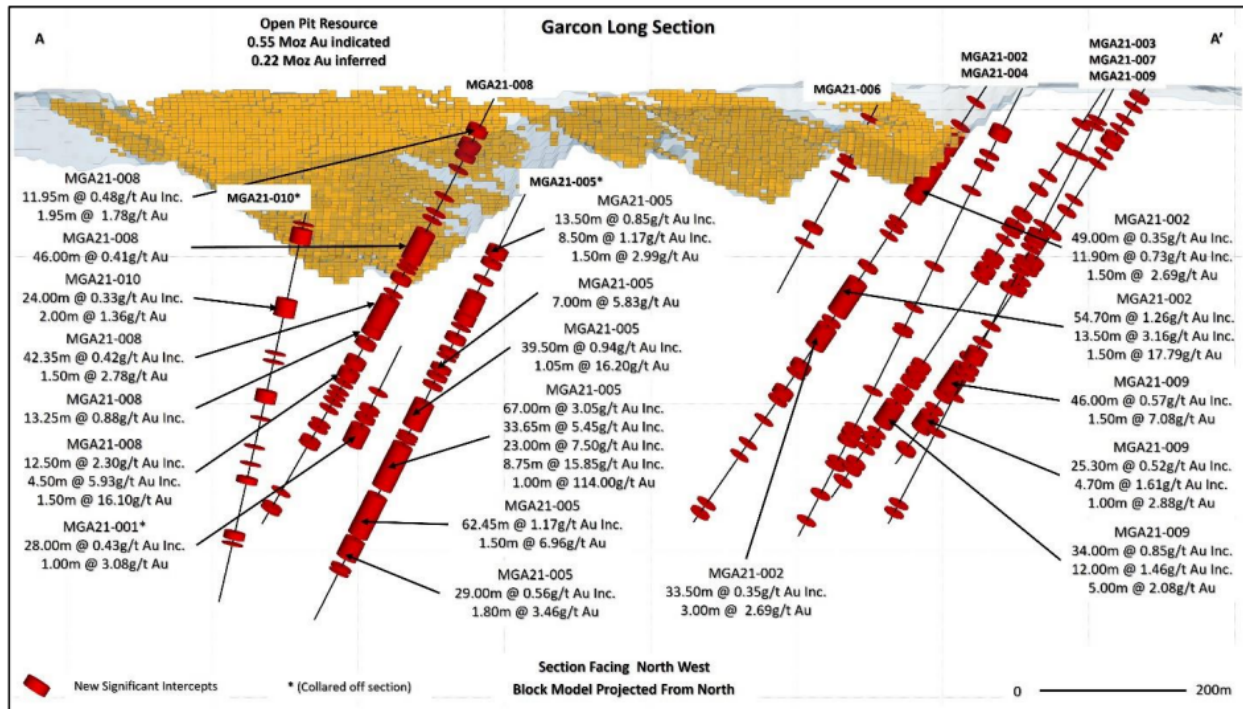 Open Pit Resource
0.55 Moz Au indicated
0.22 Moz Au inferred
Garcon Long Section
A
A'
MGA21-008
MGA21-006
MGA21-002
MGA21-004
MGA21-003
MGA21-007
MGA21-009
MGA21-008
11.95m @ 0.48g/t Au Inc.
1.95m @ 1.78g/t Au
MGA21-010*
MGA21-008
46.00m @ 0.41g/t Au
MGA21-010
24.00m @ 0.33g/t Au Inc.
2.00m @ 1.36g/t Au
MGA21-008
42.35m @ 0.42g/t Au Inc.
1.50m @ 2.78g/t Au
MGA21-008
13.25m @ 0.88g/t Au
MGA21-008
12.50m @ 2.30g/t Au Inc.
4.50m @ 5.93g/t Au Inc.
1.50m @ 16.10g/t Au
MGA21-001*
28.00m @ 0.43g/t Au Inc.
1.00m @ 3.08g/t Au
MGA21-005*
MGA21-005
13.50m @ 0.85g/t Au Inc.
8.50m @ 1.17g/t Au Inc.
1.50m @ 2.99g/t Au
MGA21-005
7.00m @ 5.83g/t Au
MGA21-005
39.50m @ 0.94g/t Au Inc.
1.05m @ 16.20g/t Au
MGA21-005
67.00m @ 3.05g/t Au Inc.
33.65m @ 5.45g/t Au Inc.
23.00m @ 7.50g/t Au Inc.
8.75m @ 15.85g/t Au Inc.
1.00m @ 114.00g/t Au
MGA21-005
62.45m @ 1.17g/t Au Inc.
1.50m @ 6.96g/t Au
MGA21-005
29.00m @ 0.56g/t Au Inc.
1.80m @ 3.46g/t Au
MGA21-002
33.50m @ 0.35g/t Au Inc.
3.00m @ 2.69g/t Au
MGA21-002
49.00m @ 0.35g/t Au Inc.
11.90m @ 0.73g/t Au Inc.
1.50m @ 2.69g/t Au
MGA21-002
54.70m @ 1.26g/t Au Inc.
13.50m @ 3.16g/t Au Inc.
1.50m @ 17.79g/t Au
MGA21-009
46.00m @ 0.57g/t Au Inc.
1.50m @ 7.08g/t Au
MGA21-009
25.30m @ 0.52g/t Au Inc.
4.70m @ 1.61g/t Au Inc.
1.00m @ 2.88g/t Au
MGA21-009
34.00m @ 0.85g/t Au Inc.
12.00m @ 1.46g/t Au Inc.
5.00m @ 2.08g/t Au
New Significant Intercepts
* (Collared off section)
Section Facing North West
Block Model Projected From North
0
200m